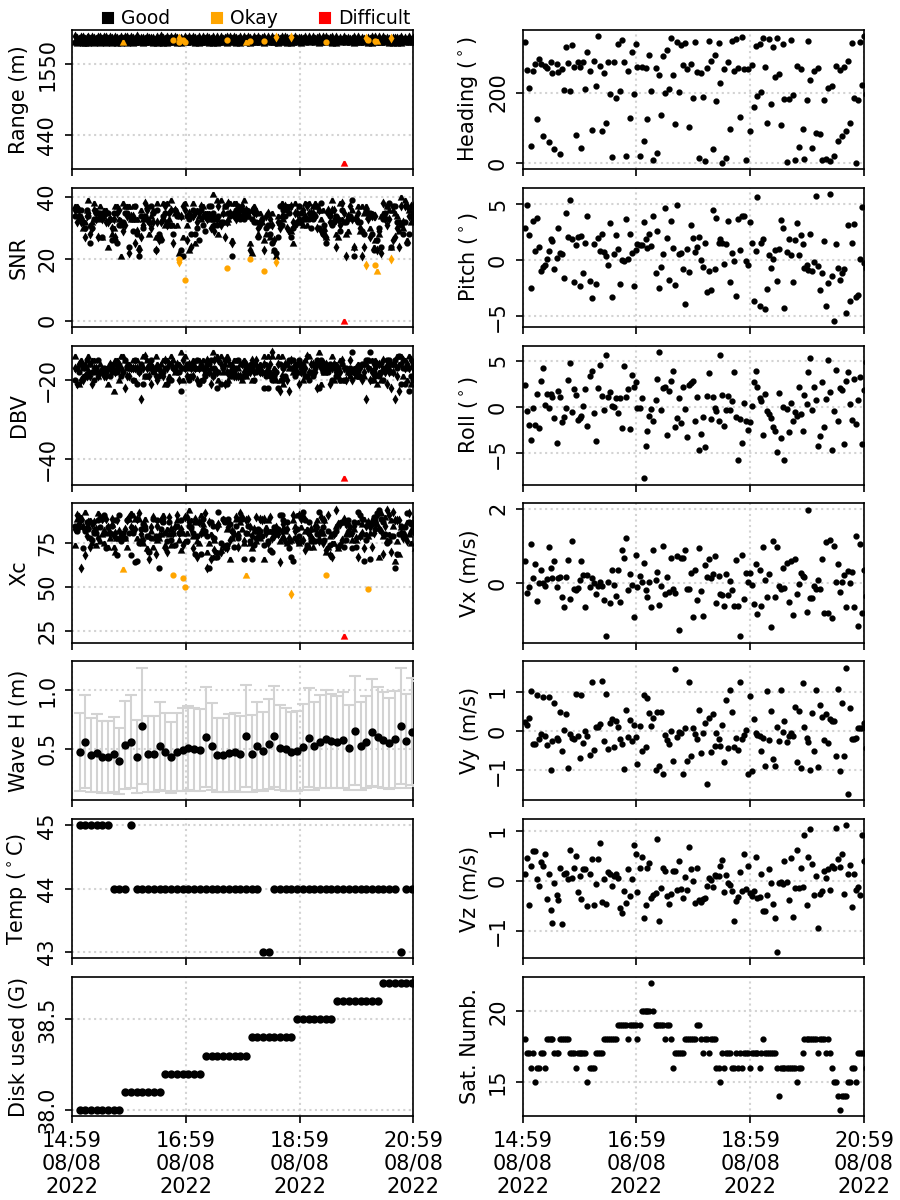 Good Okay Difficult
Range (m)
1550
440
Heading (°)
200
0
SNR
40
20
0
Pitch (°)
5
0
−5
DBV
−20
−40
Roll (°)
5
0
−5
Xc
75
50
25
Vx (m/s)
2
0
Wave H (m)
1.0
0.5
Vy (m/s)
1
0
−1
Temp (°C)
45
44
43
Vz (m/s)
1
0
−1
Disk used (G)
38.5
38.0
Sat. Numb.
20
15
14:59 16:59 18:59 20:59
08/08 08/08 08/08 08/08
2022 2022 2022 2022
14:59 16:59 18:59 20:59
08/08 08/08 08/08 08/08
2022 2022 2022 2022